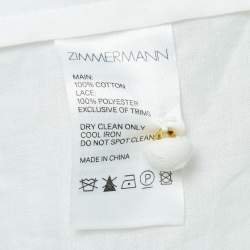 ZIMMERMANN
MAIN:
100% COTTON
LACE:
100% POLYESTER
EXCLUSIVE OF TRIMS
DRY CLEAN ONLY
COOL IRON
DO NOT SPOT CLEAN
MADE IN CHINA